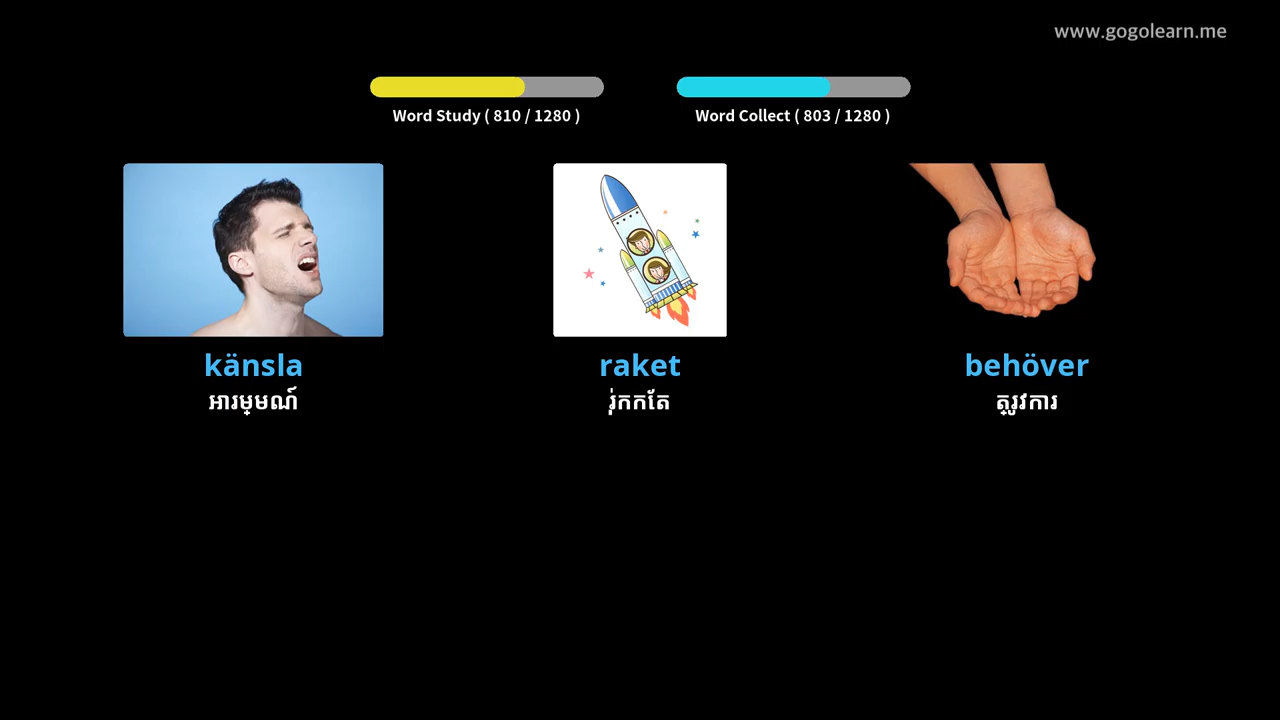 www.gogolearn.me
Word Study ( 810 / 1280 )
Word Collect ( 803 / 1280 )
känsla
raket
behöver
អារម្មណ៍
រ៉ុកកតែ
ត្រូវការ